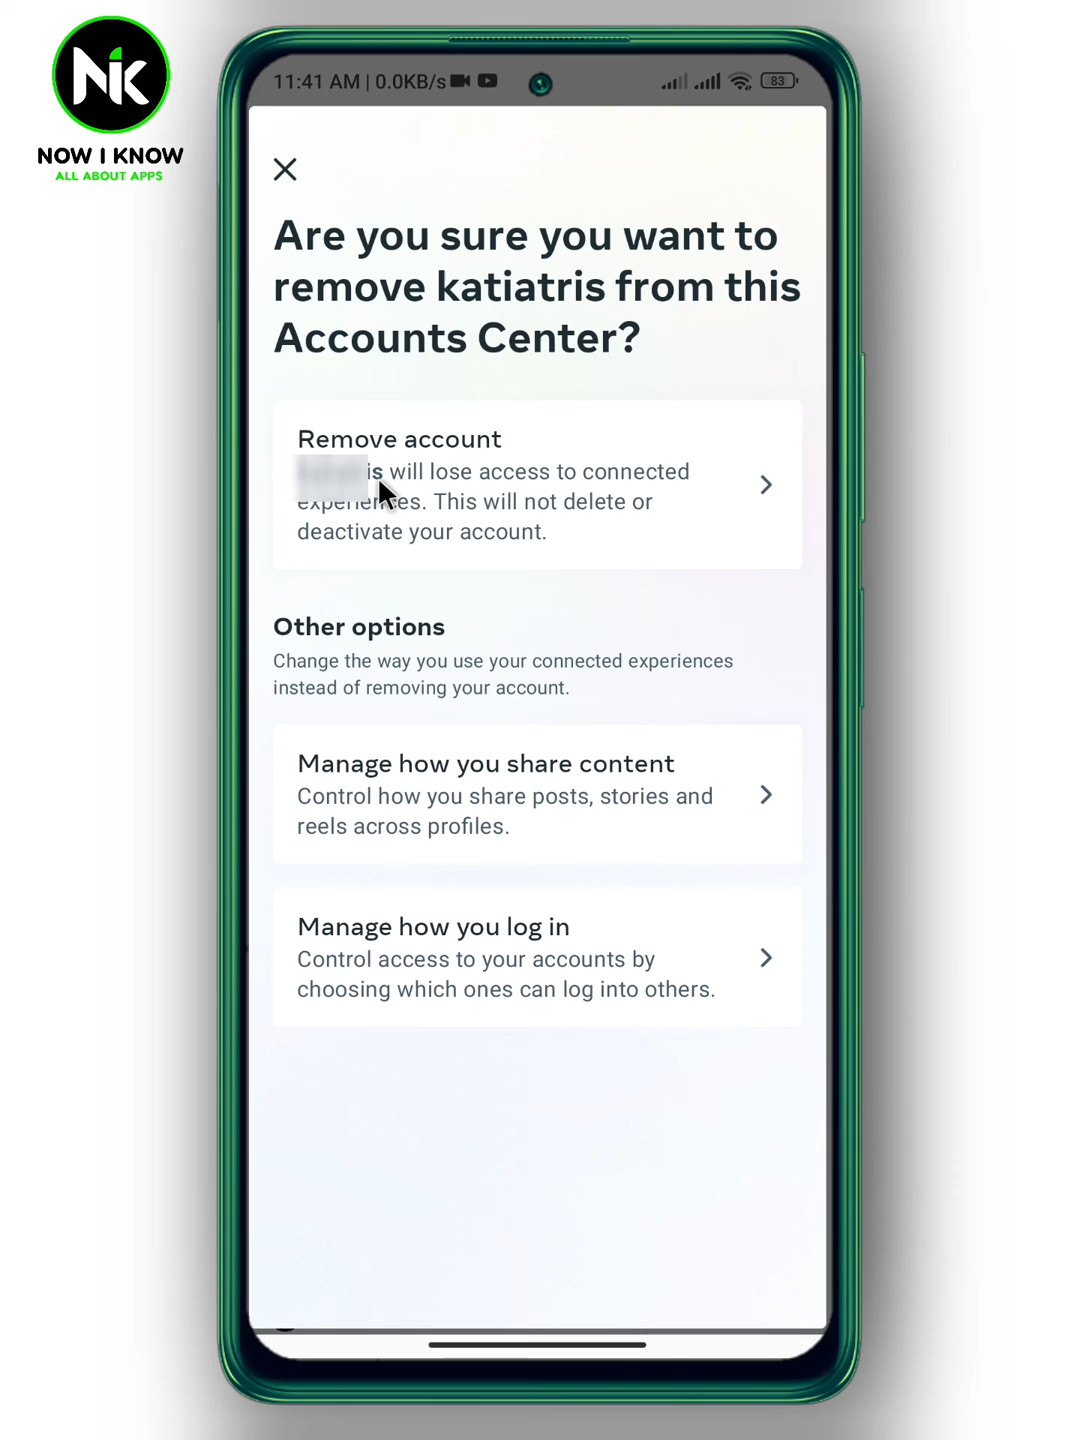 NIK
NOW I KNOW
ALL ABOUT APPS
11:41 AM | 0.0KB/s
83
Are you sure you want to
remove katiatris from this
Accounts Center?
Remove account
is will lose access to connected
experiences. This will not delete or
deactivate your account.
Other options
Change the way you use your connected experiences
instead of removing your account.
Manage how you share content
Control how you share posts, stories and
reels across profiles.
Manage how you log in
Control access to your accounts by
choosing which ones can log into others.